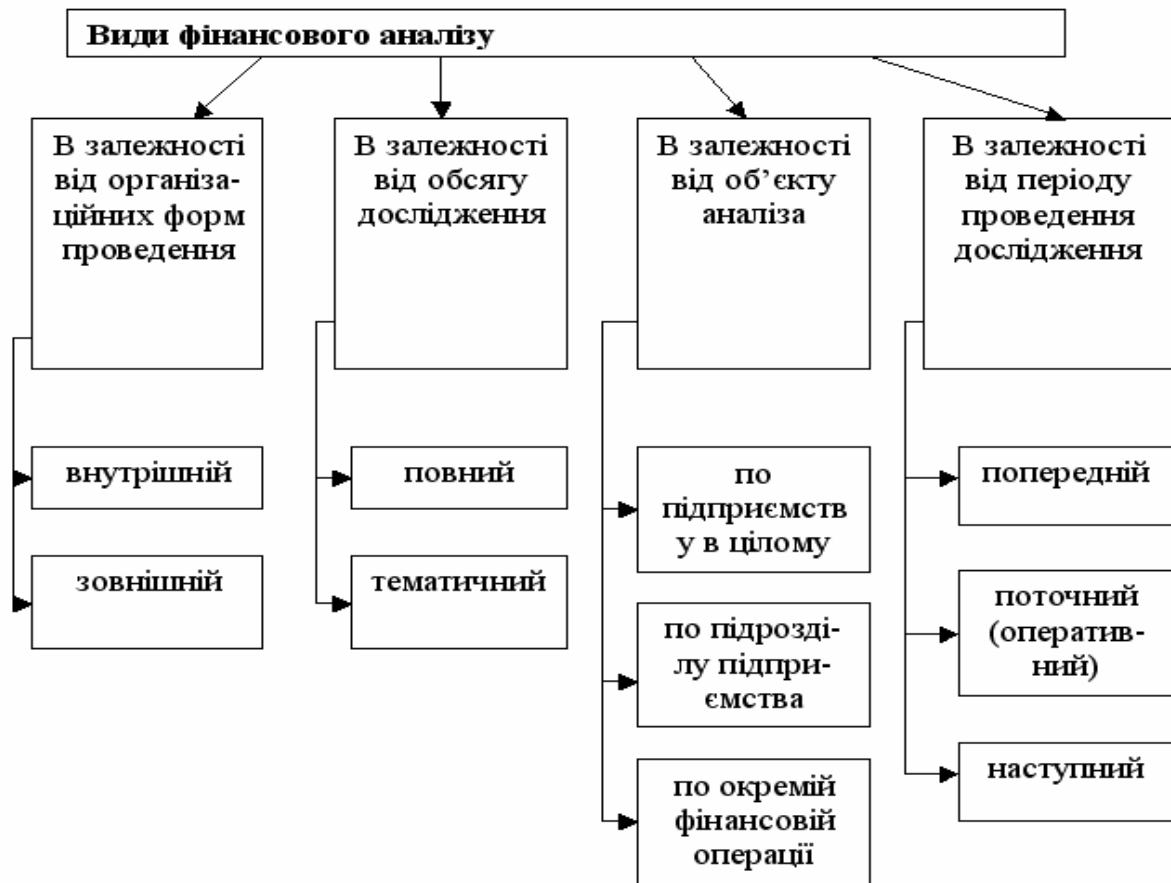 Види фінансового аналізу
В залежності
від організа-
ційних форм
проведення
В залежності
від обсягу
дослідження
В залежності
від об’єкту
аналіза
В залежності
від періоду
проведення
дослідження
внутрішній
зовнішній
повний
тематичний
по
підприємств
у в цілому
по підрозді-
лу підпри-
ємства
по окремій
фінансовій
операції
попередній
поточний
(оператив-
ний)
наступний